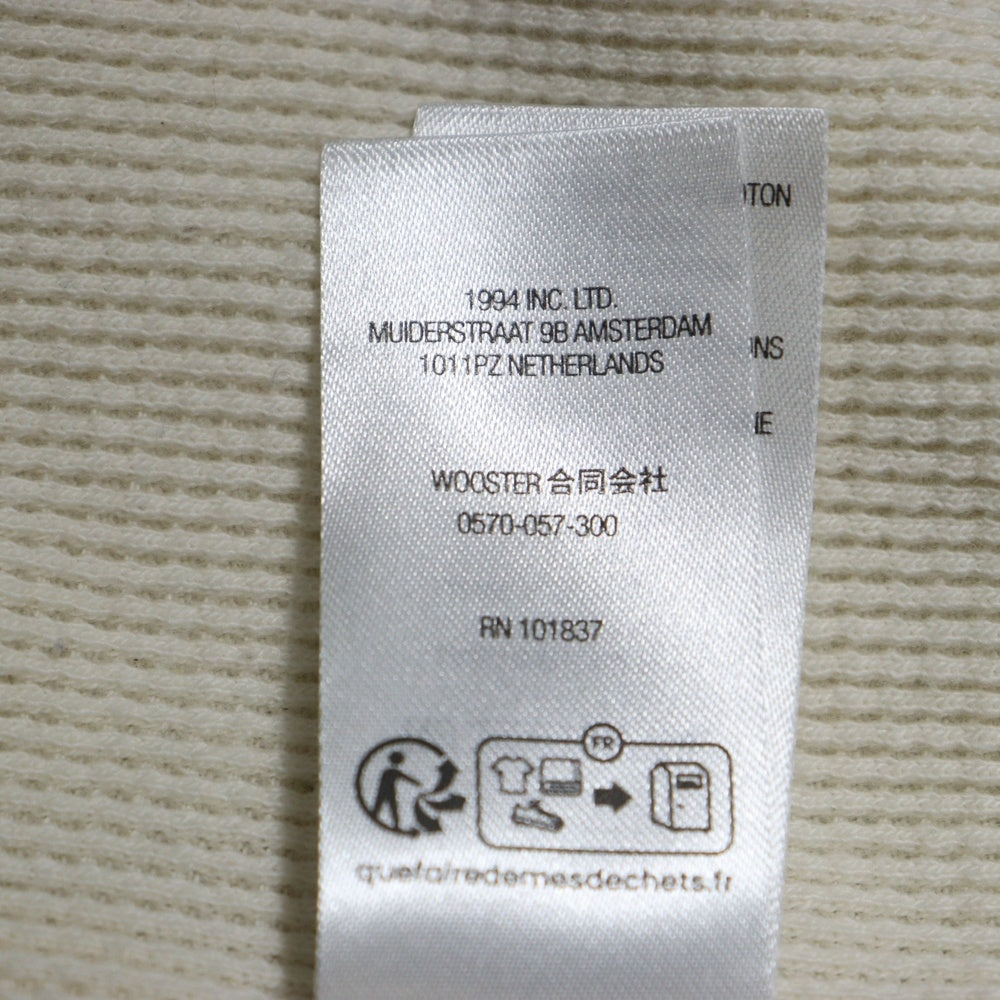 1994 INC. LTD.
MUIDERSTRAAT 9B AMSTERDAM
1011PZ NETHERLANDS
WOOSTER 合同会社
0570-057-300
RN 101837
FR
quefairedemesdechets.fr